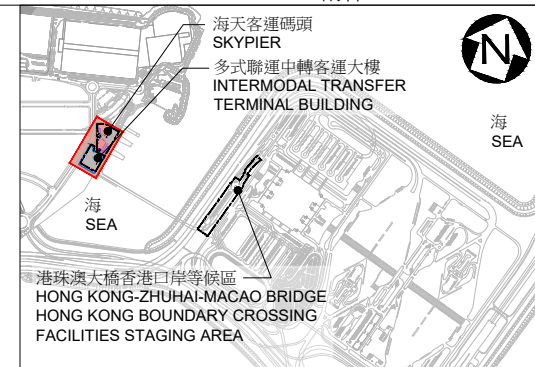 海天客運碼頭
SKYPIER
多式聯運中轉客運大樓
INTERMODAL TRANSFER
TERMINAL BUILDING
N
海
SEA
海
SEA
港珠澳大橋香港口岸等候區
HONG KONG-ZHUHAI-MACAO BRIDGE
HONG KONG BOUNDARY CROSSING
FACILITIES STAGING AREA